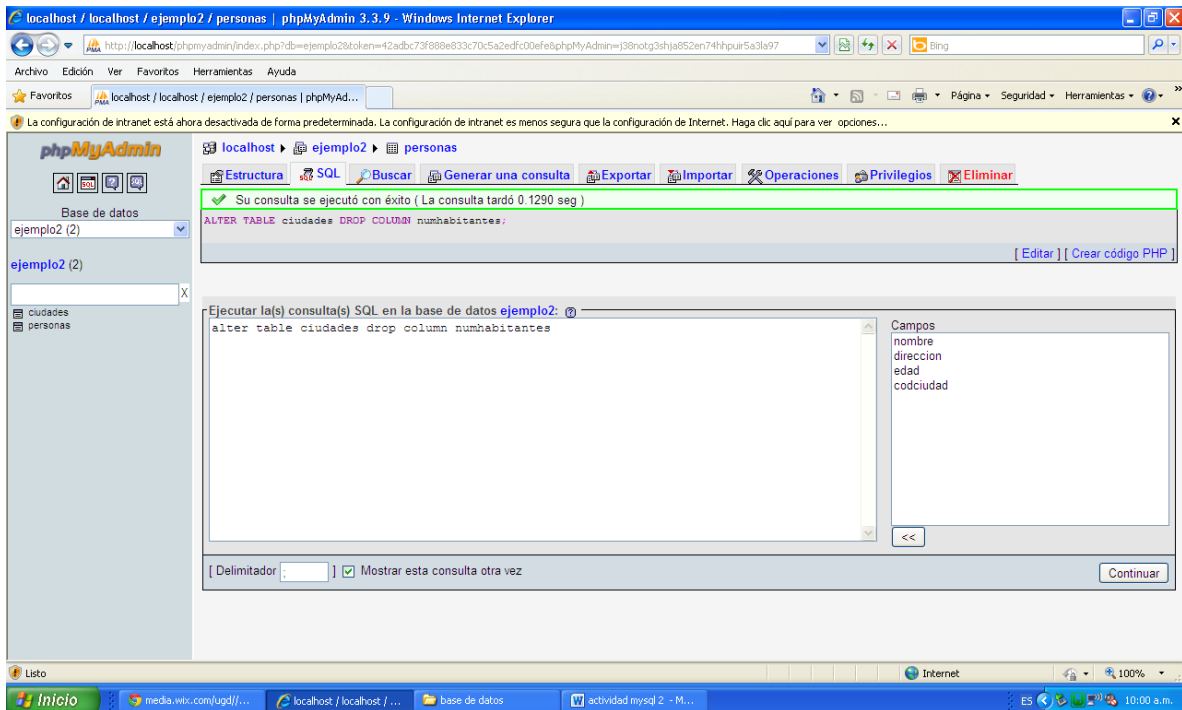 localhost / localhost / ejemplo2 / personas | phpMyAdmin 3.3.9 - Windows Internet Explorer
http://localhost/phpmyadmin/index.php?db=ejemplo2&token=42adbc73f888e833c70c5a2edfc00efe&phpMyAdmin=j38notg3shja852en74hhpuir5a3la97
Bing
Archivo Edición Ver Favoritos Herramientas Ayuda
Favoritos localhost / localhost / ejemplo2 / personas | phpMyAd... Página Seguridad Herramientas
La configuración de intranet está ahora desactivada de forma predeterminada. La configuración de intranet es menos segura que la configuración de Internet. Haga clic aquí para ver opciones...
phpMyAdmin
localhost ejemplo2 personas
Estructura SQL Buscar Generar una consulta Exportar Importar Operaciones Privilegios Eliminar
Su consulta se ejecutó con éxito ( La consulta tardó 0.1290 seg )
ALTER TABLE ciudades DROP COLUMN numhabitantes;
[ Editar ] [ Crear código PHP ]
Base de datos
ejemplo2 (2)
ejemplo2 (2)
X
ciudades
personas
Ejecutar la(s) consulta(s) SQL en la base de datos ejemplo2:
alter table ciudades drop column numhabitantes
Campos
nombre
direccion
edad
codciudad
<<
[ Delimitador ; ] Mostrar esta consulta otra vez
Continuar
Listo
Internet
100%
Inicio
media.wix.com/ugd//...
localhost / localhost / ...
base de datos
actividad mysql 2 - M...
ES
10:00 a.m.